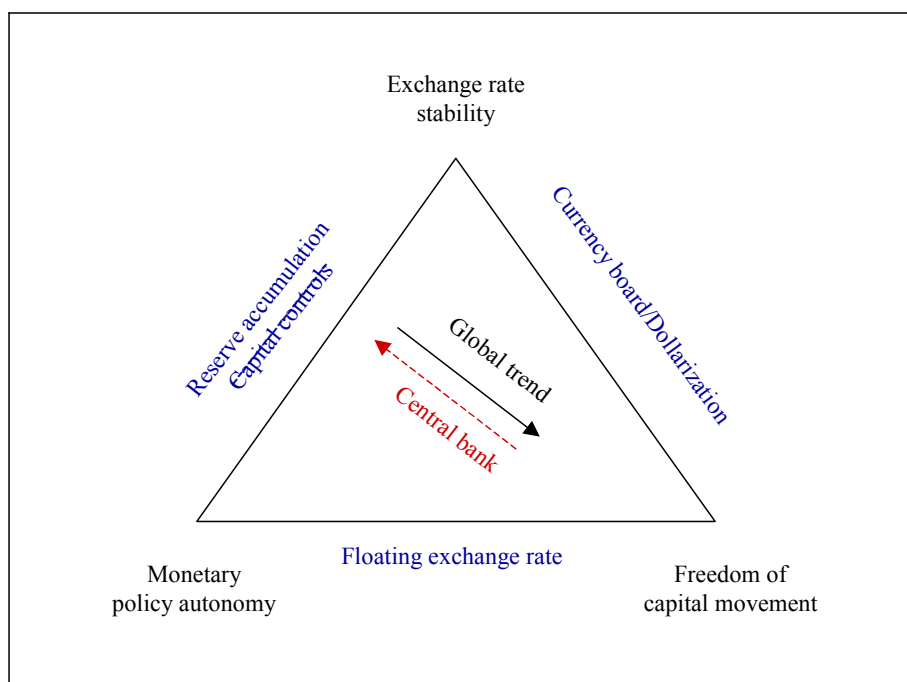 Exchange rate
stability
Reserve accumulation
Capital controls
Currency board/Dollarization
Global trend
Central bank
Floating exchange rate
Monetary
policy autonomy
Freedom of
capital movement